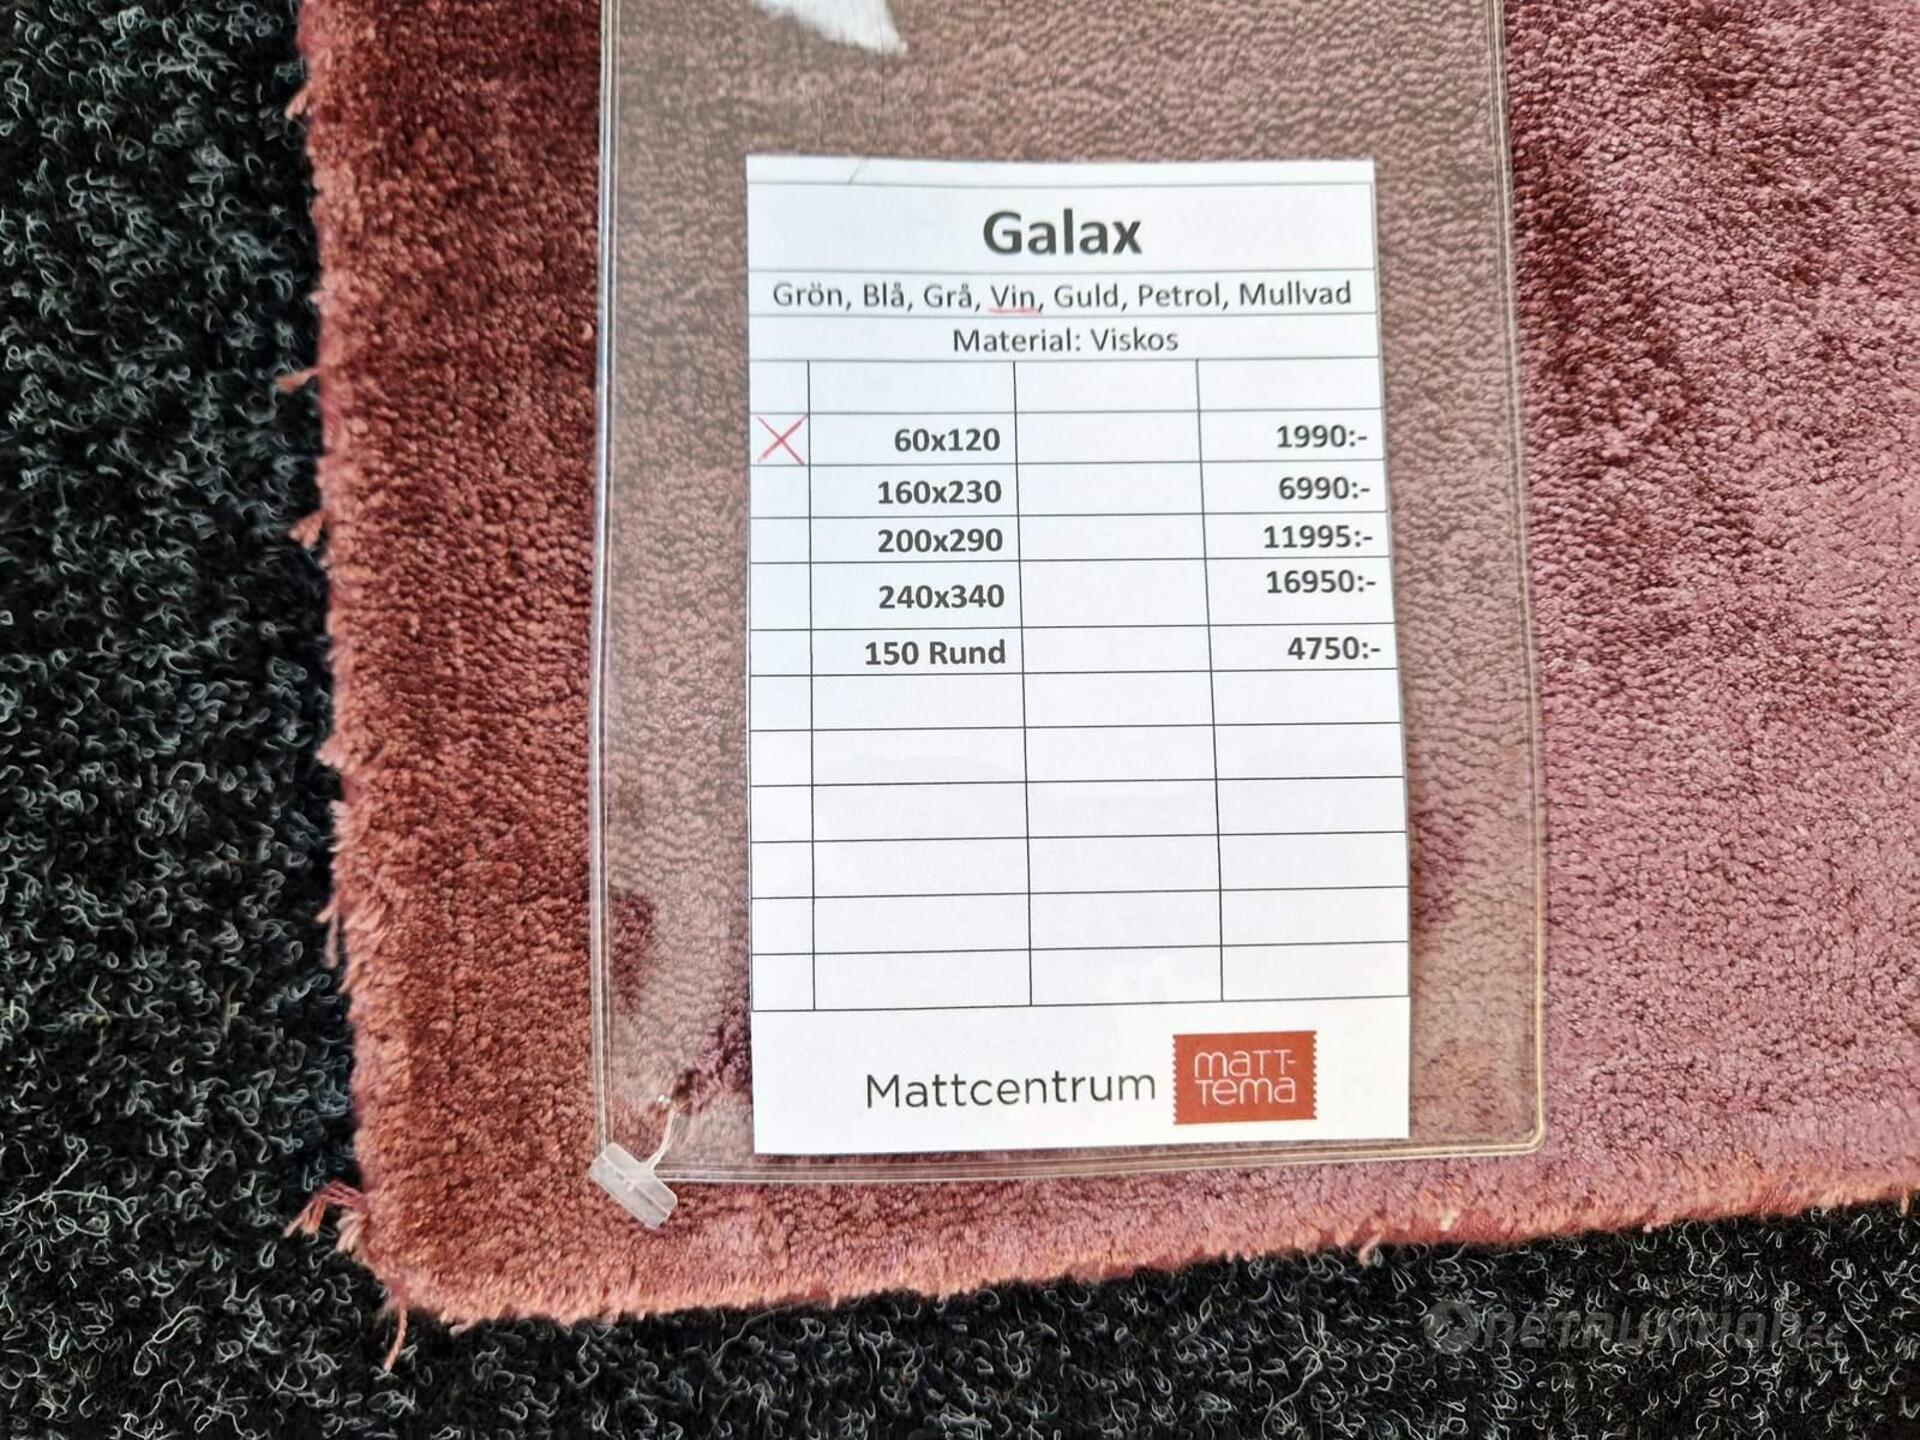 Galax
Grön, Blå, Grå, Vin, Guld, Petrol, Mullvad
Material: Viskos
60x120 1990:-
160x230 6990:-
200x290 11995:-
240x340 16950:-
150 Rund 4750:-
Mattcentrum
matt-
tema